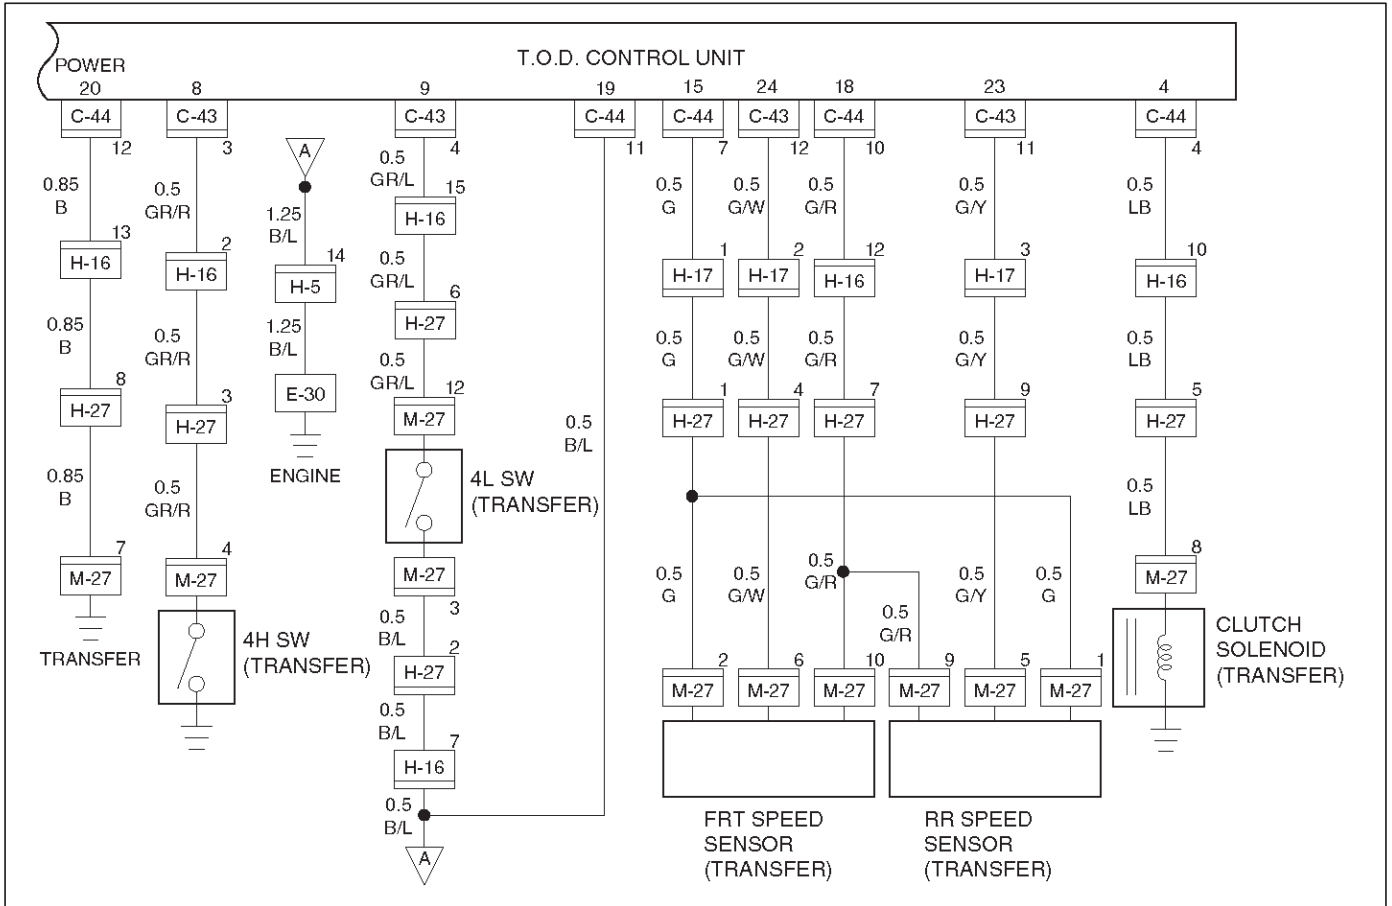 T.O.D. CONTROL UNIT
POWER
20 8 9 19 15 24 18 23 4
C-44 C-43 C-43 C-44 C-44 C-43 C-44 C-43 C-44
12 3 4 11 7 12 10 11 4
A
0.85 B
0.5 GR/R
1.25 B/L
0.5 GR/L
0.5 G
0.5 G/W
0.5 G/R
0.5 G/Y
0.5 LB
13 2 14 15 1 2 12 3 10
H-16 H-16 H-5 H-16 H-17 H-17 H-16 H-17 H-16
0.85 B
0.5 GR/R
1.25 B/L
0.5 GR/L
0.5 G
0.5 G/W
0.5 G/R
0.5 G/Y
0.5 LB
8 3 6 1 4 7 9 5
H-27 H-27 E-30 H-27 H-27 H-27 H-27 H-27 H-27
ENGINE
0.5 GR/L
12
M-27
0.5 B/L
0.85 B
0.5 GR/R
4L SW
(TRANSFER)
0.5 LB
7 4 8
M-27 M-27 M-27 M-27
3
TRANSFER
4H SW
(TRANSFER)
0.5 B/L
2
H-27
0.5 B/L
7
H-16
0.5 B/L
A
0.5 G
0.5 G/W
0.5 G/R
0.5 G/R
0.5 G/Y
0.5 G
2 6 10 9 5 1
M-27 M-27 M-27 M-27 M-27 M-27
CLUTCH
SOLENOID
(TRANSFER)
FRT SPEED
SENSOR
(TRANSFER)
RR SPEED
SENSOR
(TRANSFER)